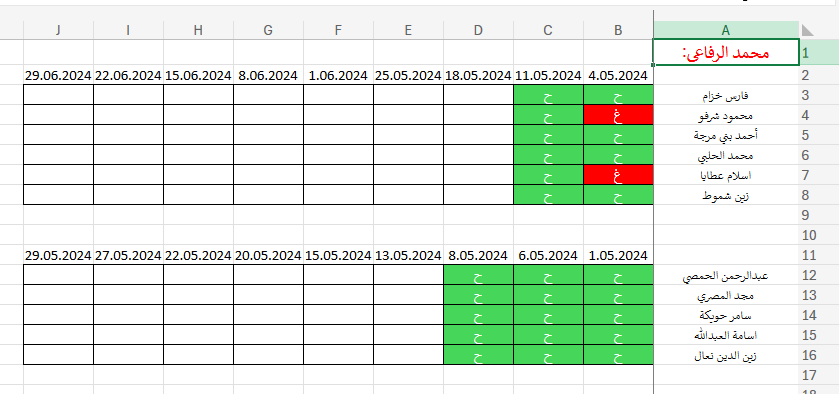 A B C D E F G H I J
1 محمد الرفاعي:
2 4.05.2024 11.05.2024 18.05.2024 25.05.2024 1.06.2024 8.06.2024 15.06.2024 22.06.2024 29.06.2024
3 فارس خزام ح ح
4 محمود شرفو غ ح
5 أحمد بني مرجة ح ح
6 محمد الحلبي ح ح
7 اسلام عطايا غ ح
8 زين شموط ح ح
9
10
11 1.05.2024 6.05.2024 8.05.2024 13.05.2024 15.05.2024 20.05.2024 22.05.2024 27.05.2024 29.05.2024
12 عبدالرحمن الحمصي ح ح ح
13 مجد المصري ح ح ح
14 سامر حويكة ح ح ح
15 اسامة العبدالله ح ح ح
16 زين الدين نعال ح ح ح
17